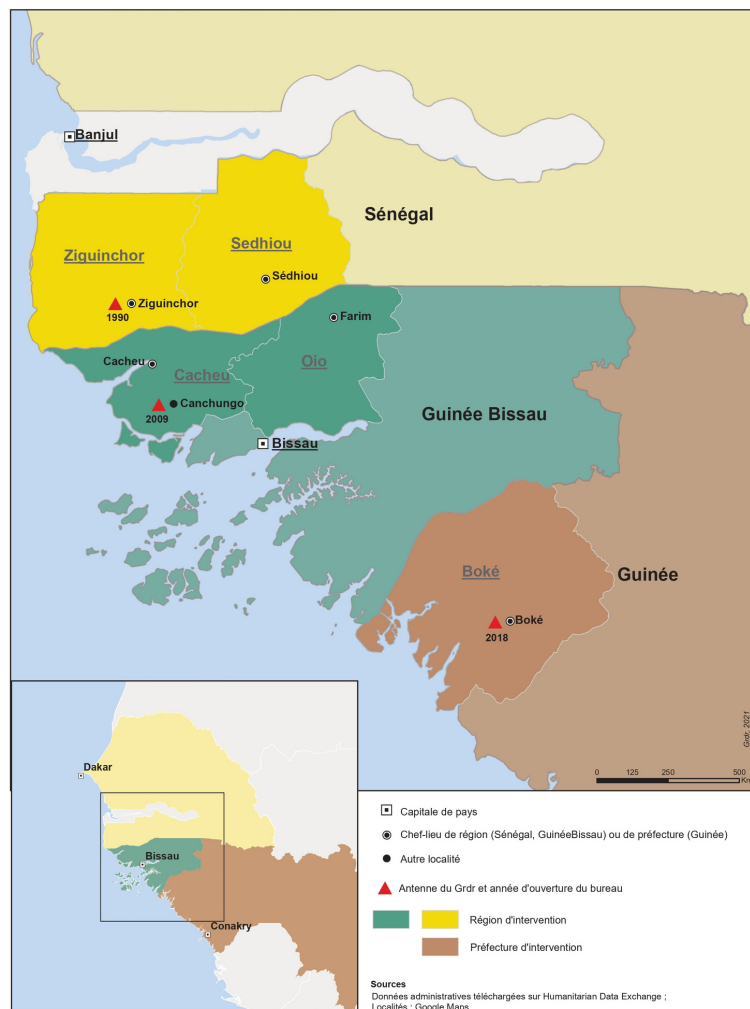 Banjul
Sénégal
Sedhiou
Ziguinchor
Sédhiou
Ziguinchor
1990
Farim
Cacheu
Cacheu
Oio
Canchungo
2009
Guinée Bissau
Bissau
Boké
Guinée
Boké
2018
Grdr, 2021
0 125 250 500
Km
Dakar
Bissau
Conakry
Capitale de pays
Chef-lieu de région (Sénégal, GuinéeBissau) ou de préfecture (Guinée)
Autre localité
Antenne du Grdr et année d'ouverture du bureau
Région d'intervention
Préfecture d'intervention
Sources
Données administratives téléchargées sur Humanitarian Data Exchange ;
Localités : Google Maps